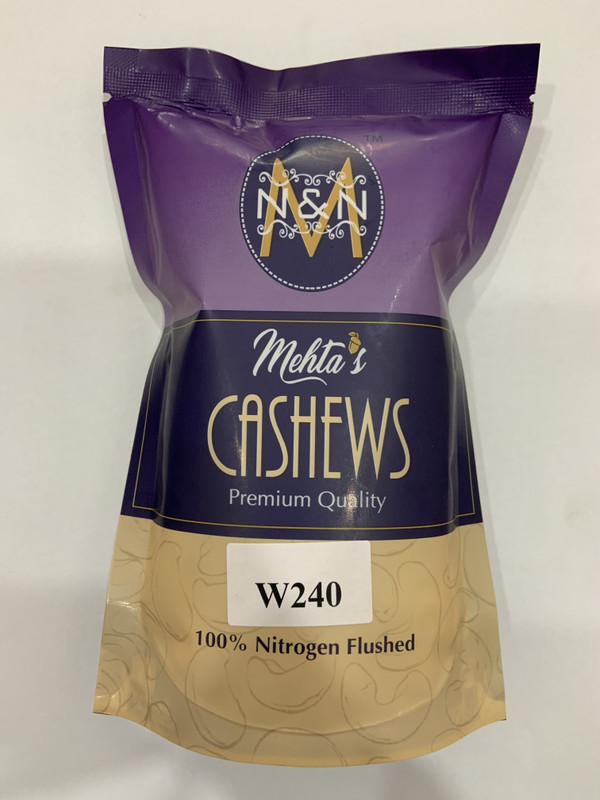 TM
M
N&N
Mehta's
CASHEWS
Premium Quality
W240
100% Nitrogen Flushed